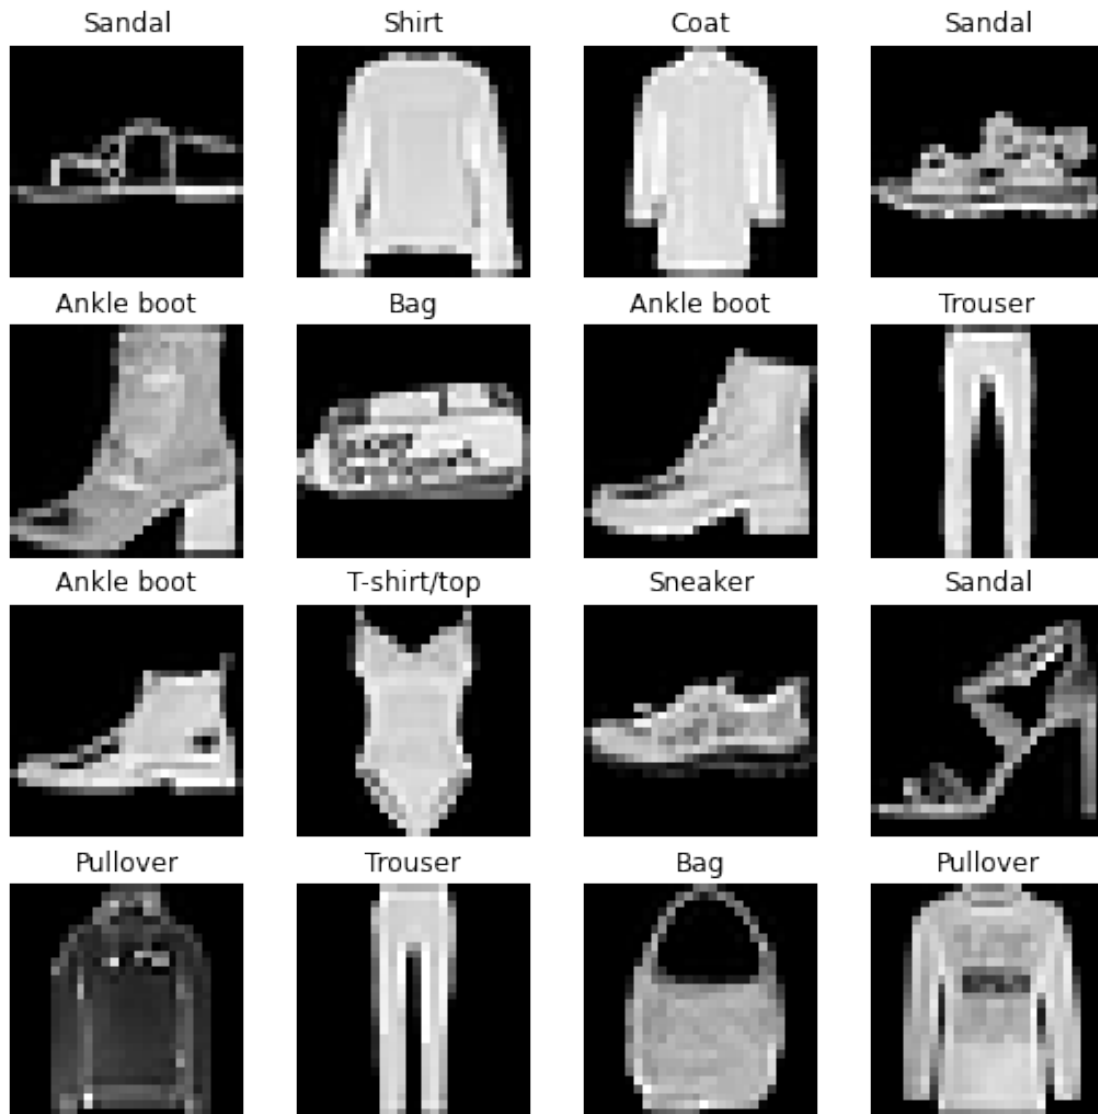 Sandal Shirt Coat Sandal
Ankle boot Bag Ankle boot Trouser
Ankle boot T-shirt/top Sneaker Sandal
Pullover Trouser Bag Pullover